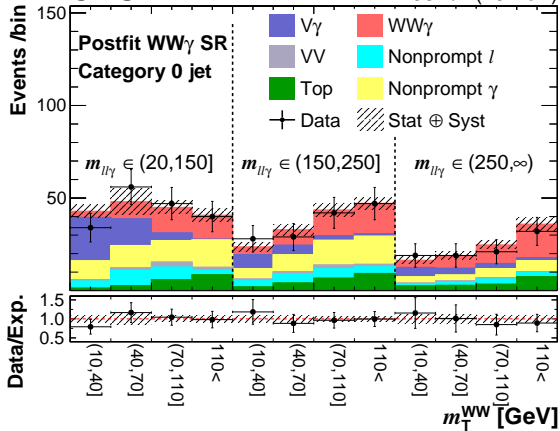 Events /bin
150
100
50
Postfit WWγ SR
Category 0 jet
Vγ
WWγ
VV
Nonprompt l
Top
Nonprompt γ
Data
Stat ⊕ Syst
m_llγ ∈ (20,150]
m_llγ ∈ (150,250]
m_llγ ∈ (250,∞)
Data/Exp.
1.5
1.0
0.5
(10,40]
(40,70]
(70,110]
110<
(10,40]
(40,70]
(70,110]
110<
(10,40]
(40,70]
(70,110]
110<
m_T^WW [GeV]